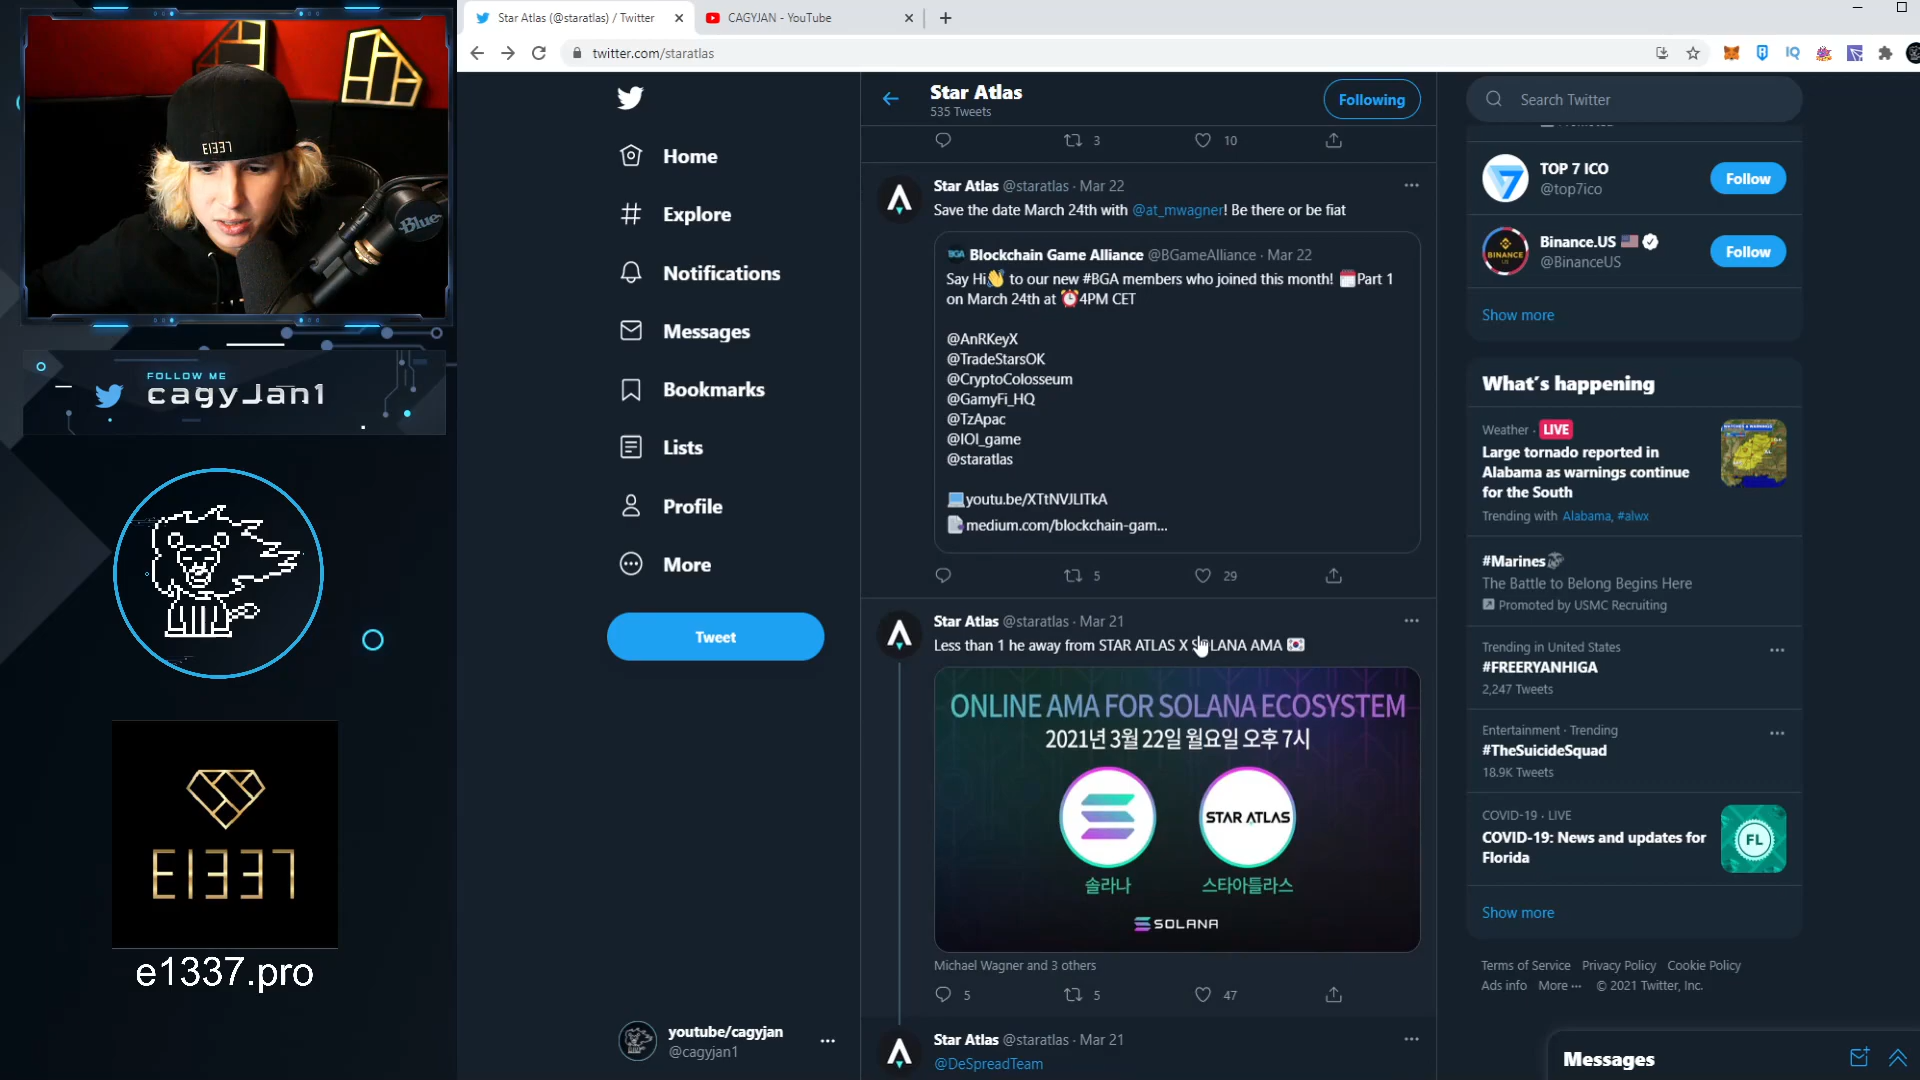 Star Atlas (@staratlas) / Twitter
CAGYJAN - YouTube
twitter.com/staratlas
E1337
Blue
FOLLOW ME
cagyJan1
E1337
e1337.pro
Home
Explore
Notifications
Messages
Bookmarks
Lists
Profile
More
Tweet
youtube/cagyjan
@cagyjan1
Star Atlas
535 Tweets
Following
3
10
Star Atlas @staratlas · Mar 22
Save the date March 24th with @at_mwagner! Be there or be fiat
BGA Blockchain Game Alliance @BGameAlliance · Mar 22
Say Hi👋 to our new #BGA members who joined this month! 🗓Part 1
on March 24th at ⏰4PM CET
@AnRKeyX
@TradeStarsOK
@CryptoColosseum
@GamyFi_HQ
@TzApac
@IOI_game
@staratlas
💻youtu.be/XTtNVJLITkA
📄medium.com/blockchain-gam...
5
29
Star Atlas @staratlas · Mar 21
Less than 1 he away from STAR ATLAS X SOLANA AMA 🇰🇷
ONLINE AMA FOR SOLANA ECOSYSTEM
2021년 3월 22일 월요일 오후 7시
STAR ATLAS
솔라나
스타아틀라스
SOLANA
Michael Wagner and 3 others
5
5
47
Star Atlas @staratlas · Mar 21
@DeSpreadTeam
Search Twitter
TOP 7 ICO
@top7ico
Follow
BINANCE
Binance.US 🇺🇸
@BinanceUS
Follow
Show more
What's happening
Weather · LIVE
Large tornado reported in
Alabama as warnings continue
for the South
Trending with Alabama, #alwx
#Marines
The Battle to Belong Begins Here
Promoted by USMC Recruiting
Trending in United States
#FREERYANHIGA
2,247 Tweets
Entertainment · Trending
#TheSuicideSquad
18.9K Tweets
COVID-19 · LIVE
COVID-19: News and updates for
Florida
FL
Show more
Terms of Service Privacy Policy Cookie Policy
Ads info More ··· © 2021 Twitter, Inc.
Messages